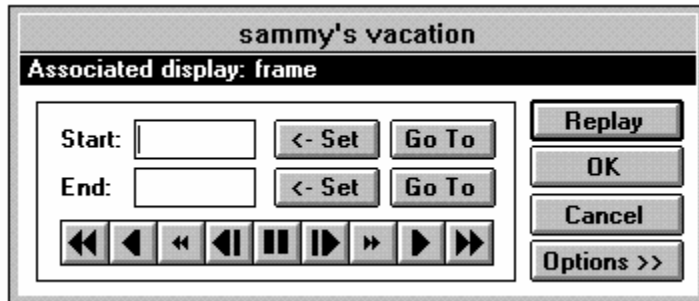 sammy's vacation
Associated display: frame
Start: <- Set Go To
End: <- Set Go To
Replay
OK
Cancel
Options >>